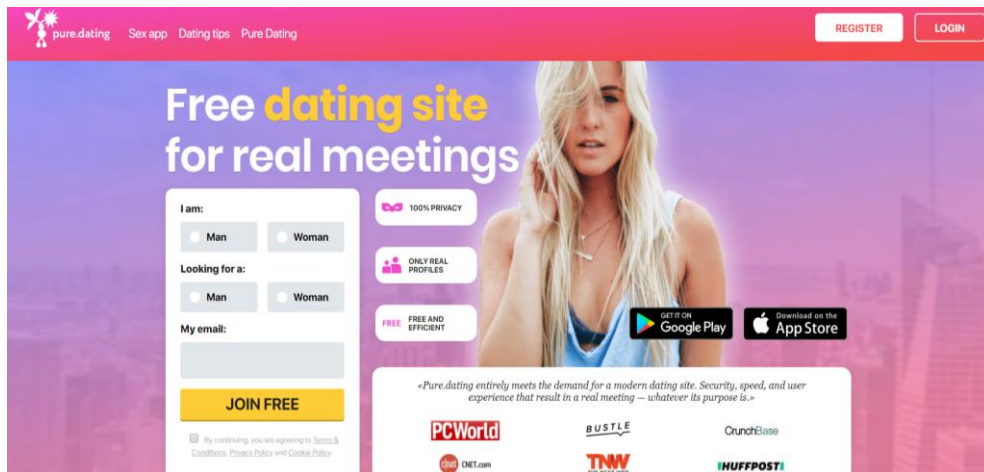 pure.dating Sex app Dating tips Pure Dating REGISTER LOGIN
Free dating site
for real meetings
I am:
Man Woman
Looking for a:
Man Woman
My email:
JOIN FREE
By continuing, you are agreeing to Terms &
Conditions, Privacy Policy and Cookie Policy.
100% PRIVACY
ONLY REAL
PROFILES
FREE
FREE AND
EFFICIENT
GET IT ON
Google Play
Download on the
App Store
«Pure.dating entirely meets the demand for a modern dating site. Security, speed, and user
experience that result in a real meeting — whatever its purpose is.»
PCWorld
BUSTLE
CrunchBase
c|net CNET.com
TNW
HUFFPOST